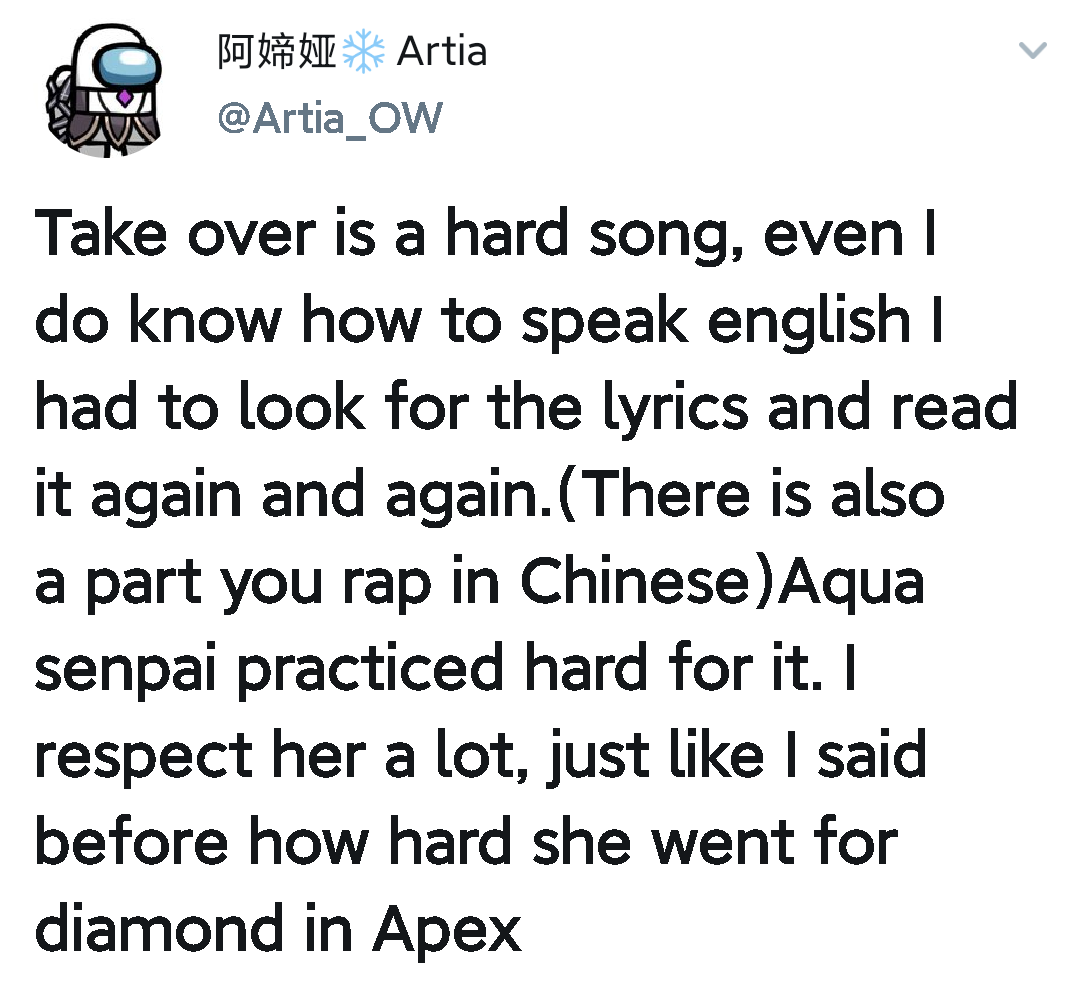 阿媂娅❄️ Artia
@Artia_OW
Take over is a hard song, even I
do know how to speak english I
had to look for the lyrics and read
it again and again.(There is also
a part you rap in Chinese)Aqua
senpai practiced hard for it. I
respect her a lot, just like I said
before how hard she went for
diamond in Apex